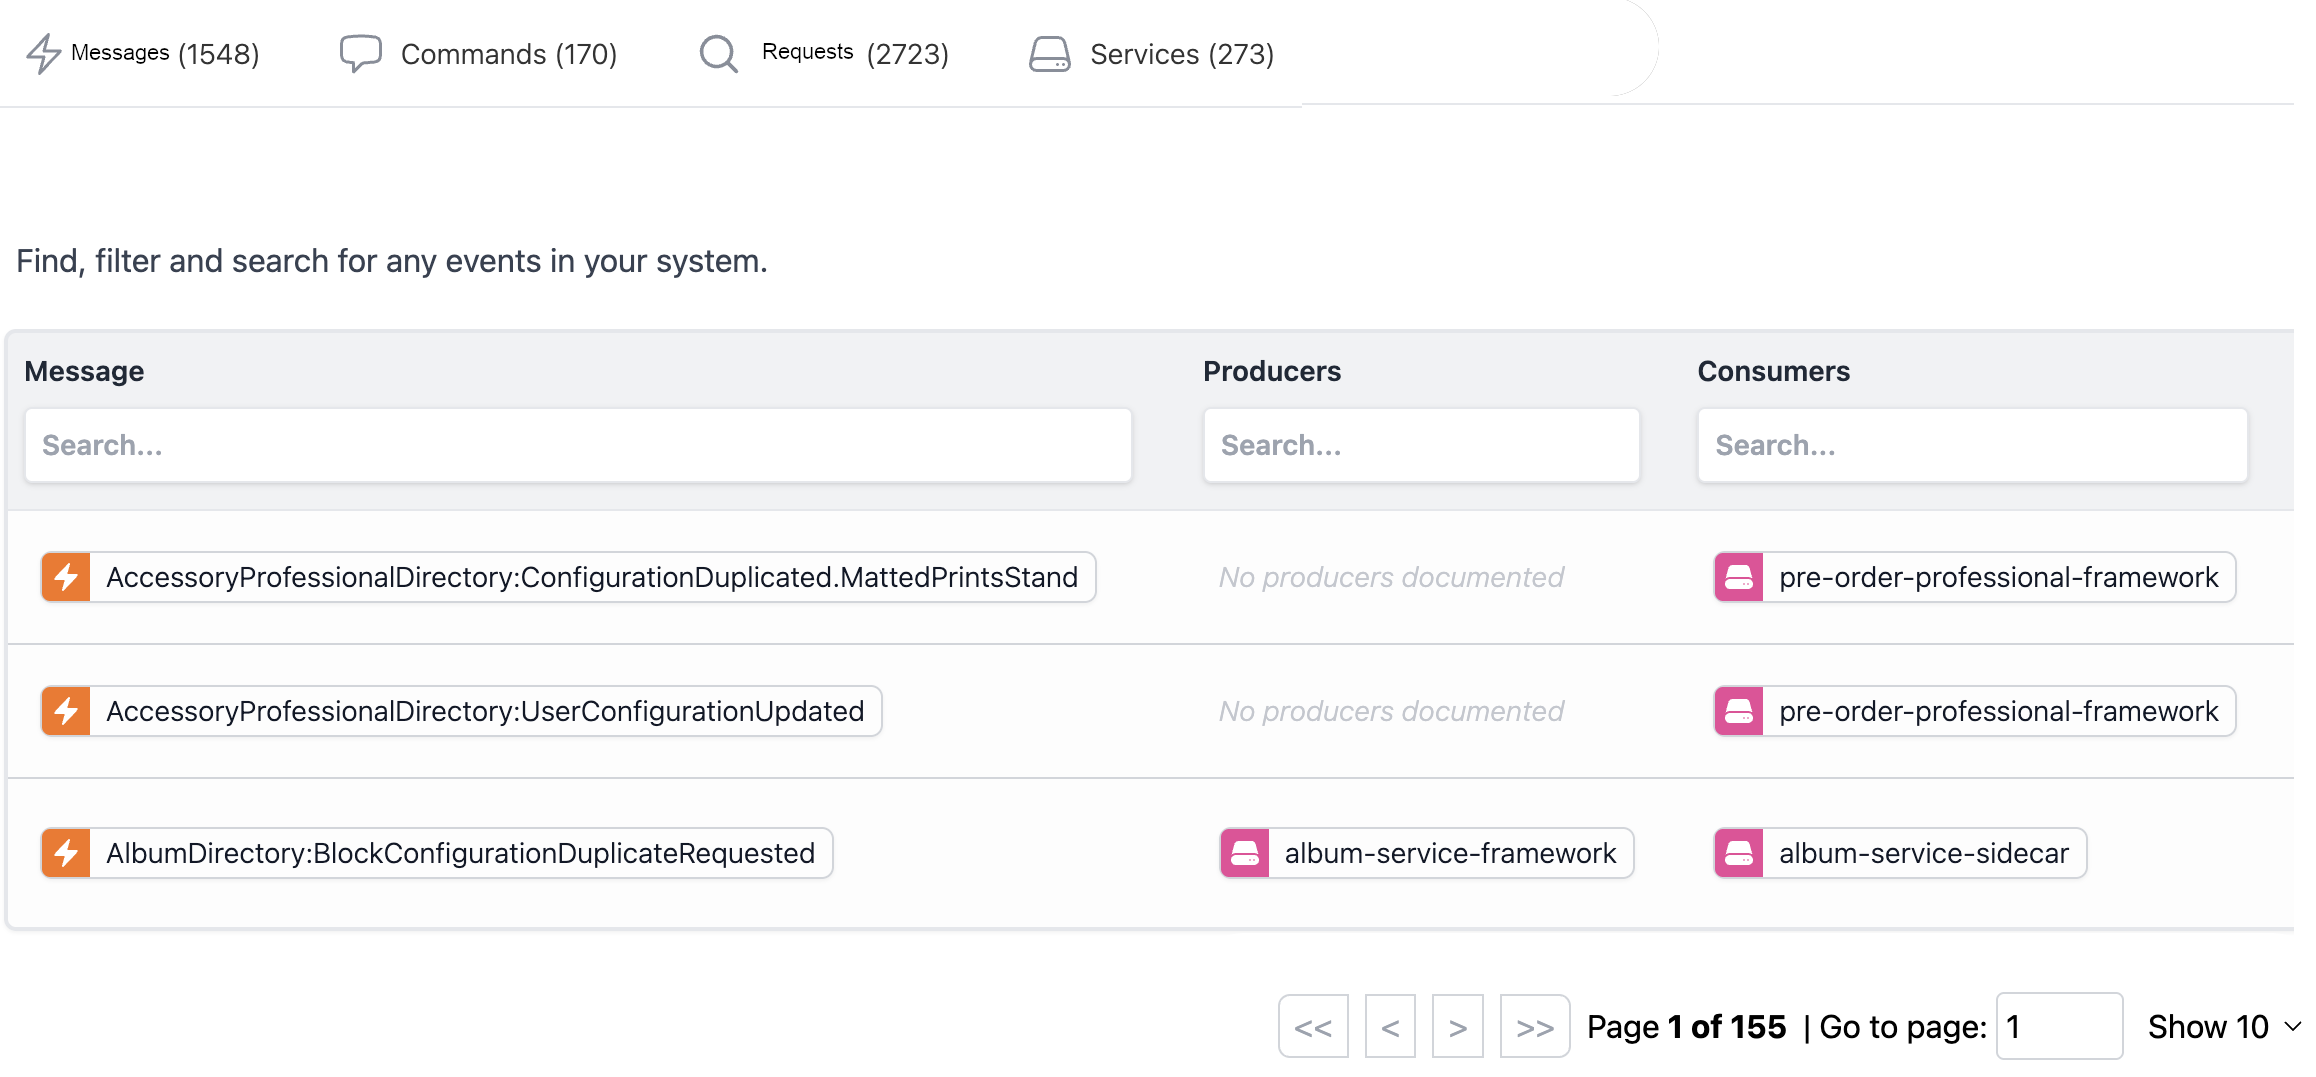 Messages (1548) Commands (170) Requests (2723) Services (273)
Find, filter and search for any events in your system.
Message Producers Consumers
Search... Search... Search...
AccessoryProfessionalDirectory:ConfigurationDuplicated.MattedPrintsStand No producers documented pre-order-professional-framework
AccessoryProfessionalDirectory:UserConfigurationUpdated No producers documented pre-order-professional-framework
AlbumDirectory:BlockConfigurationDuplicateRequested album-service-framework album-service-sidecar
<< < > >> Page 1 of 155 | Go to page: 1 Show 10